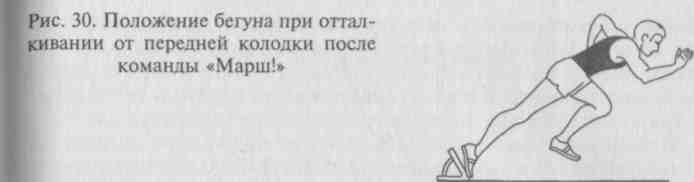 Рис. 30. Положение бегуна при оттал-
кивании от передней колодки после
команды «Марш!»